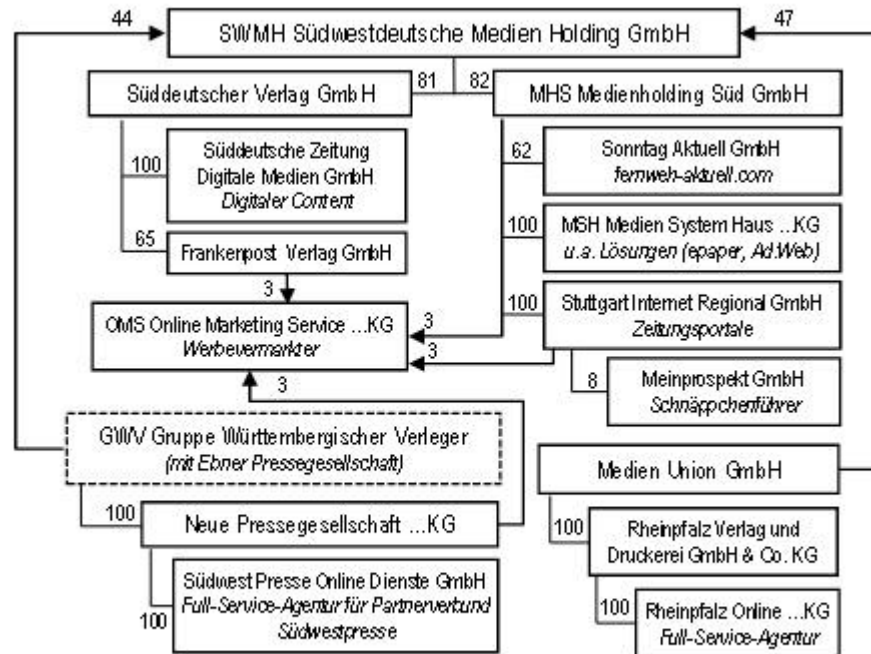 44
SWMH Südwestdeutsche Medien Holding GmbH
47
Süddeutscher Verlag GmbH
81
82
MHS Medienholding Süd GmbH
100
Süddeutsche Zeitung
Digitale Medien GmbH
Digitaler Content
62
Sonntag Aktuell GmbH
fernweh-aktuell.com
65
Frankenpost Verlag GmbH
100
MSH Medien System Haus ...KG
u.a. Lösungen (epaper, Ad.Web)
3
OMS Online Marketing Service ...KG
Werbevermarkter
3
3
100
Stuttgart Internet Regional GmbH
Zeitungsportale
3
8
Meinprospekt GmbH
Schnäppchenführer
GWV Gruppe Württembergischer Verleger
(mit Ebner Pressegesellschaft)
Medien Union GmbH
100
Neue Pressegesellschaft ...KG
100
Rheinpfalz Verlag und
Druckerei GmbH & Co. KG
100
Südwest Presse Online Dienste GmbH
Full-Service-Agentur für Partnerverbund
Südwestpresse
100
Rheinpfalz Online ...KG
Full-Service-Agentur